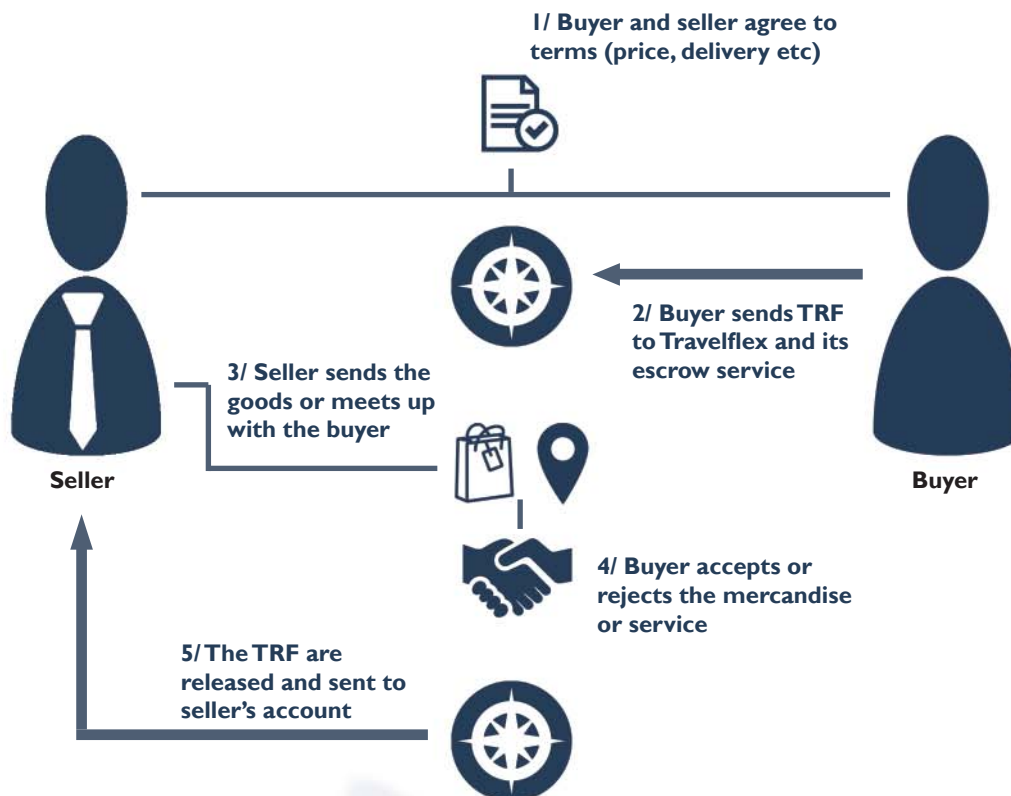 1/ Buyer and seller agree to
terms (price, delivery etc)
2/ Buyer sends TRF
to Travelflex and its
escrow service
3/ Seller sends the
goods or meets up
with the buyer
Seller
Buyer
4/ Buyer accepts or
rejects the mercandise
or service
5/ The TRF are
released and sent to
seller's account